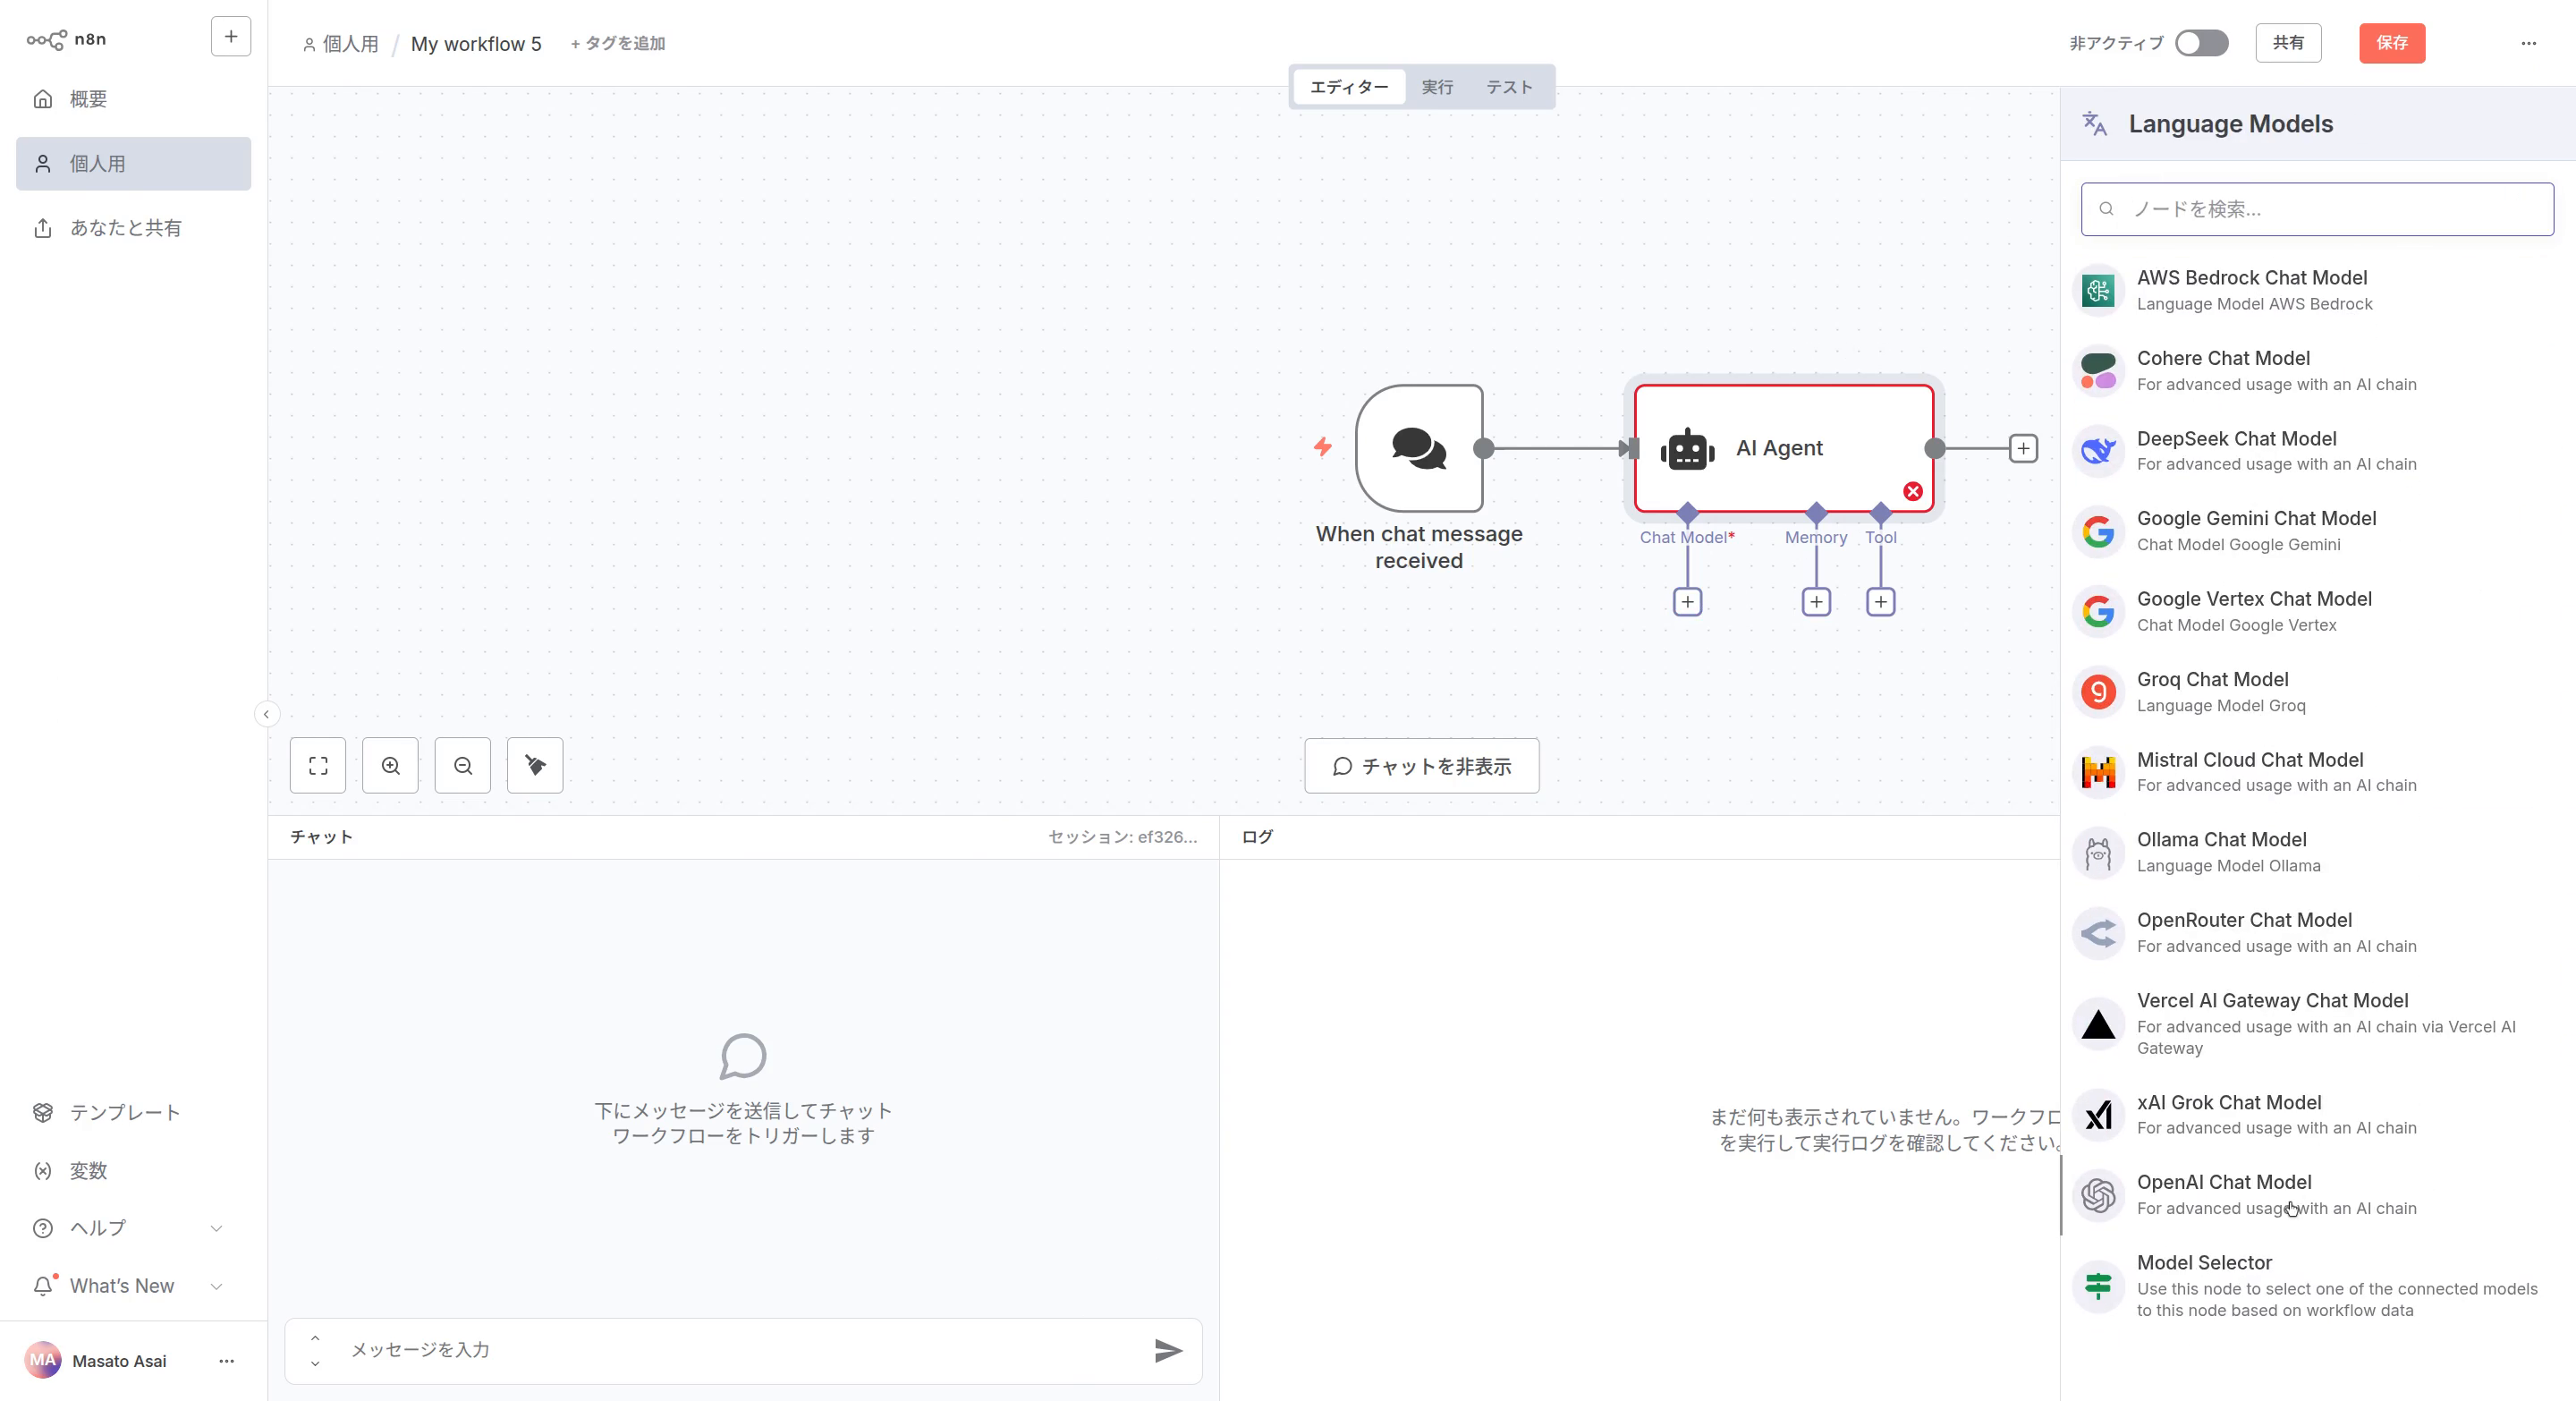 n8n
概要
個人用
あなたと共有
テンプレート
変数
ヘルプ
What's New
MA
Masato Asai
個人用 / My workflow 5 + タグを追加
非アクティブ
共有
保存
エディター 実行 テスト
When chat message
received
AI Agent
Chat Model*
Memory
Tool
チャットを非表示
チャット
セッション: ef326...
下にメッセージを送信してチャット
ワークフローをトリガーします
メッセージを入力
ログ
まだ何も表示されていません。ワークフロ
を実行して実行ログを確認してください。
Language Models
ノードを検索...
AWS Bedrock Chat Model
Language Model AWS Bedrock
Cohere Chat Model
For advanced usage with an AI chain
DeepSeek Chat Model
For advanced usage with an AI chain
Google Gemini Chat Model
Chat Model Google Gemini
Google Vertex Chat Model
Chat Model Google Vertex
Groq Chat Model
Language Model Groq
Mistral Cloud Chat Model
For advanced usage with an AI chain
Ollama Chat Model
Language Model Ollama
OpenRouter Chat Model
For advanced usage with an AI chain
Vercel AI Gateway Chat Model
For advanced usage with an AI chain via Vercel AI
Gateway
xAI Grok Chat Model
For advanced usage with an AI chain
OpenAI Chat Model
For advanced usage with an AI chain
Model Selector
Use this node to select one of the connected models
to this node based on workflow data